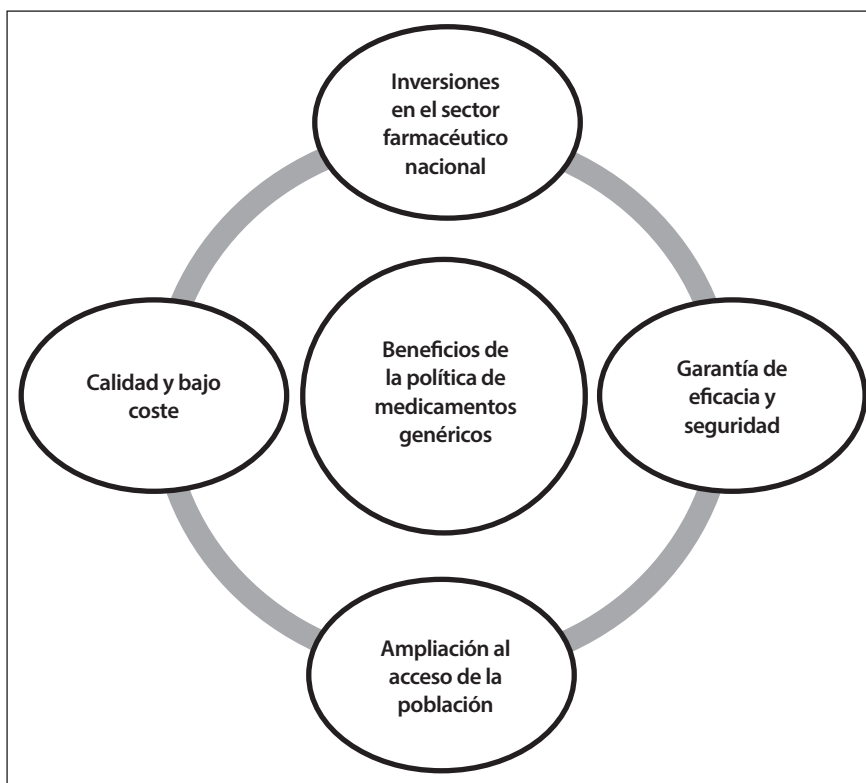 Inversiones
en el sector
farmacéutico
nacional
Calidad y bajo
coste
Beneficios de
la política de
medicamentos
genéricos
Garantía de
eficacia y
seguridad
Ampliación al
acceso de la
población